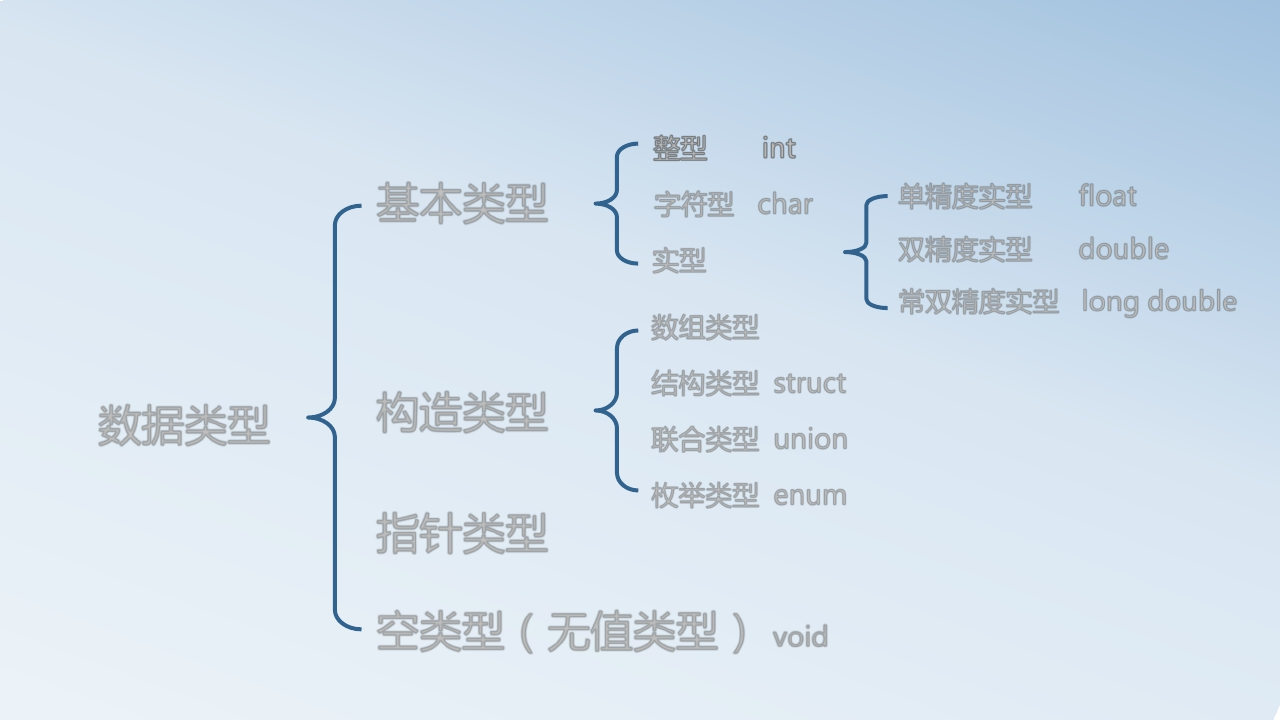 数据类型
基本类型
整型 int
字符型 char
实型
单精度实型 float
双精度实型 double
常双精度实型 long double
构造类型
数组类型
结构类型 struct
联合类型 union
枚举类型 enum
指针类型
空类型（无值类型）void